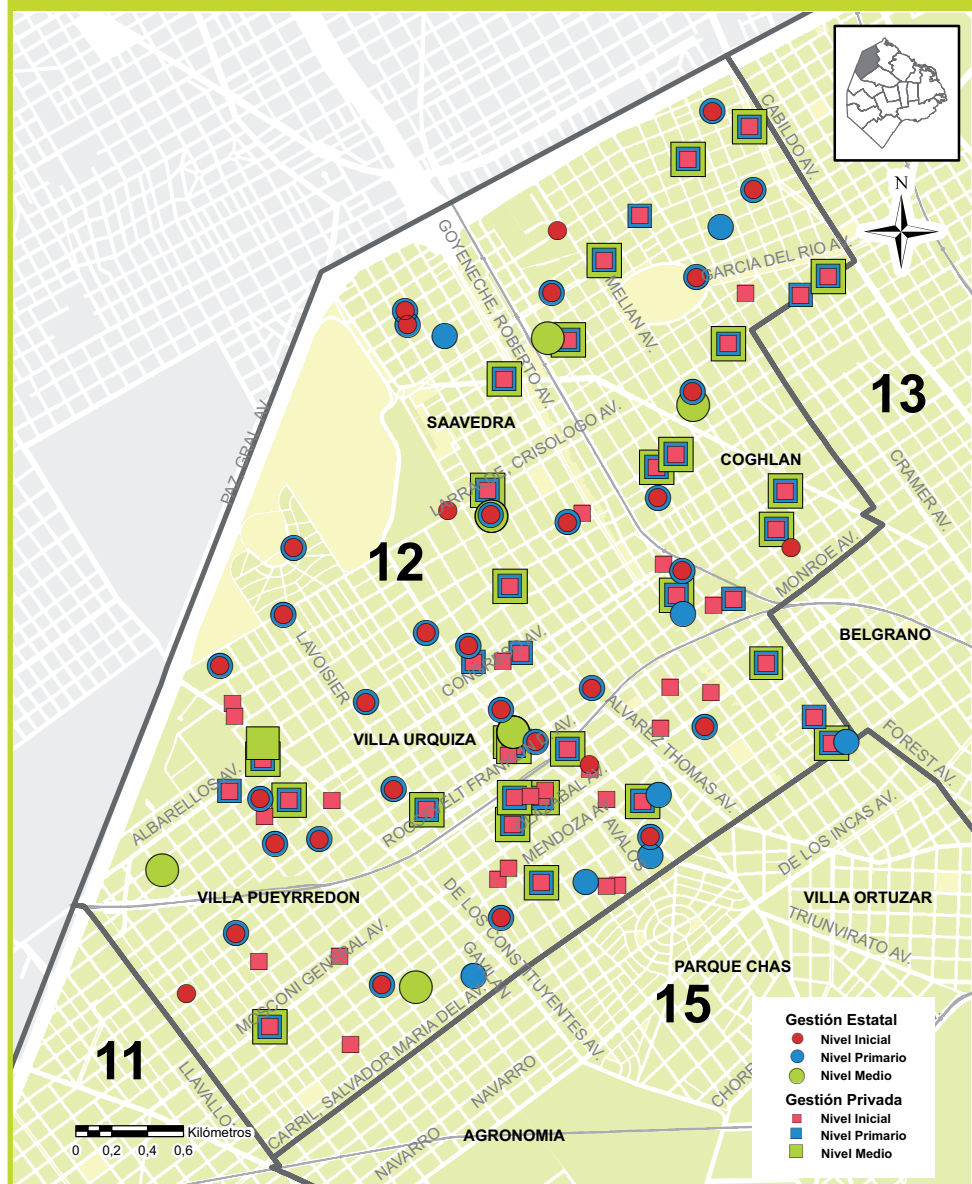 N
CABILDO AV.
GOYENECHE, ROBERTO AV.
GARCIA DEL RIO AV.
MELIAN AV.
PAZ, GRAL. AV.
SAAVEDRA
13
LARRA
CRISOLOGO AV.
COGHLAN
CRAMER AV.
12
MONROE AV.
LAVOISIER
CONGRESO AV.
BELGRANO
ALVAREZ THOMAS AV.
VILLA URQUIZA
FOREST AV.
ROOSEVELT FRANKLIN
AV.
ALBARELLOS AV.
MENDOZA AV.
AVALOS
DE LOS INCAS AV.
VILLA PUEYRREDON
VILLA ORTUZAR
DE LOS CONSTITUYENTES AV.
TRIUNVIRATO AV.
MOSCONI GENERAL AV.
GAVILAN
PARQUE CHAS
15
11
LLAVALLO
CARRIL, SALVADOR MARIA DEL AV.
NAVARRO
NAVARRO
AGRONOMIA
CHOR
Gestión Estatal
Nivel Inicial
Nivel Primario
Nivel Medio
Gestión Privada
Nivel Inicial
Nivel Primario
Nivel Medio
Kilómetros
0 0,2 0,4 0,6